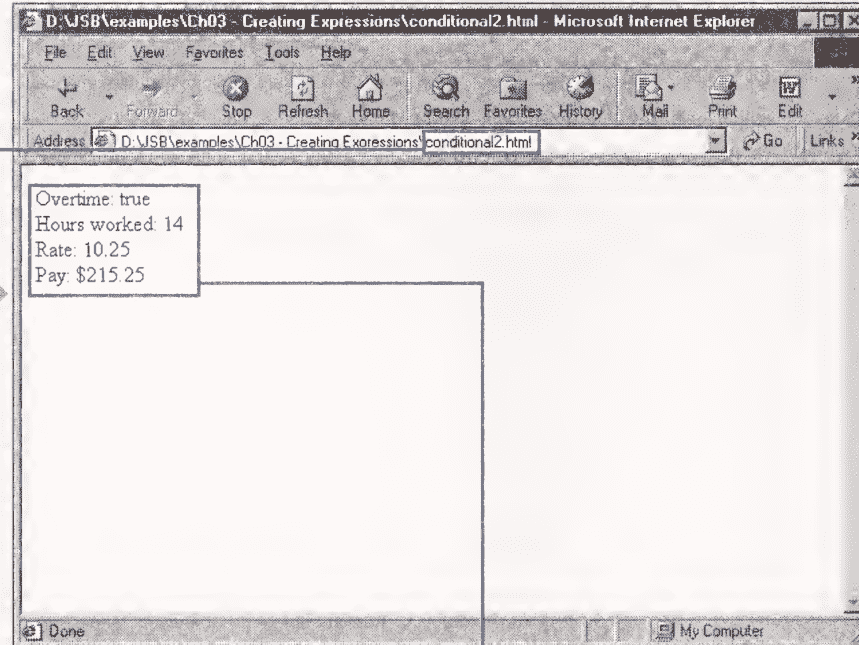 D:\JSB\examples\Ch03 - Creating Expressions\conditional2.html - Microsoft Internet Explorer
File Edit View Favorites Tools Help
Back Forward Stop Refresh Home Search Favorites History Mail Print Edit
Address D:\JSB\examples\Ch03 - Creating Expressions\conditional2.html Go Links
Overtime: true
Hours worked: 14
Rate: 10.25
Pay: $215.25
Done My Computer